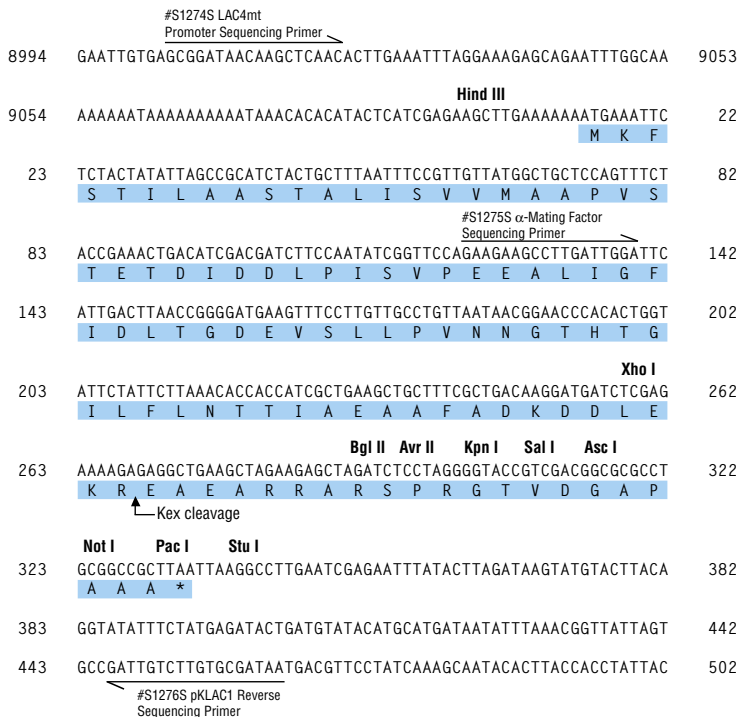 #S1274S LAC4mt
Promoter Sequencing Primer
8994 GAATTGTGAGCGGATAACAAGCTCAACACTTGAAATTTAGGAAAGAGCAGAATTTGGCAA 9053
Hind III
9054 AAAAAATAAAAAAAAAATAAACACACATACTCATCGAGAAGCTTGAAAAAAATGAAATTC 22
M K F
23 TCTACTATATTAGCCGCATCTACTGCTTTAATTTCCGTTGTTATGGCTGCTCCAGTTTCT 82
S T I L A A S T A L I S V V M A A P V S
#S1275S α-Mating Factor
Sequencing Primer
83 ACCGAAACTGACATCGACGATCTTCCAATATCGGTTCCAGAAGAAGCCTTGATTGGATTC 142
T E T D I D D L P I S V P E E A L I G F
143 ATTGACTTAACCGGGGATGAAGTTTCCTTGTTGCCTGTTAATAACGGAACCCACACTGGT 202
I D L T G D E V S L L P V N N G T H T G
Xho I
203 ATTCTATTCTTAAACACCACCATCGCTGAAGCTGCTTTCGCTGACAAGGATGATCTCGAG 262
I L F L N T T I A E A A F A D K D D L E
Bgl II Avr II Kpn I Sal I Asc I
263 AAAAGAGAGGCTGAAGCTAGAAGAGCTAGATCTCCTAGGGGTACCGTCGACGGCGCGCCT 322
K R E A E A R R A R S P R G T V D G A P
Kex cleavage
Not I Pac I Stu I
323 GCGGCCGCTTAATTAAGGCCTTGAATCGAGAATTTATACTTAGATAAGTATGTACTTACA 382
A A A *
383 GGTATATTTCTATGAGATACTGATGTATACATGCATGATAATATTTAAACGGTTATTAGT 442
443 GCCGATTGTCTTGTGCGATAATGACGTTCCTATCAAAGCAATACACTTACCACCTATTAC 502
#S1276S pKLAC1 Reverse
Sequencing Primer